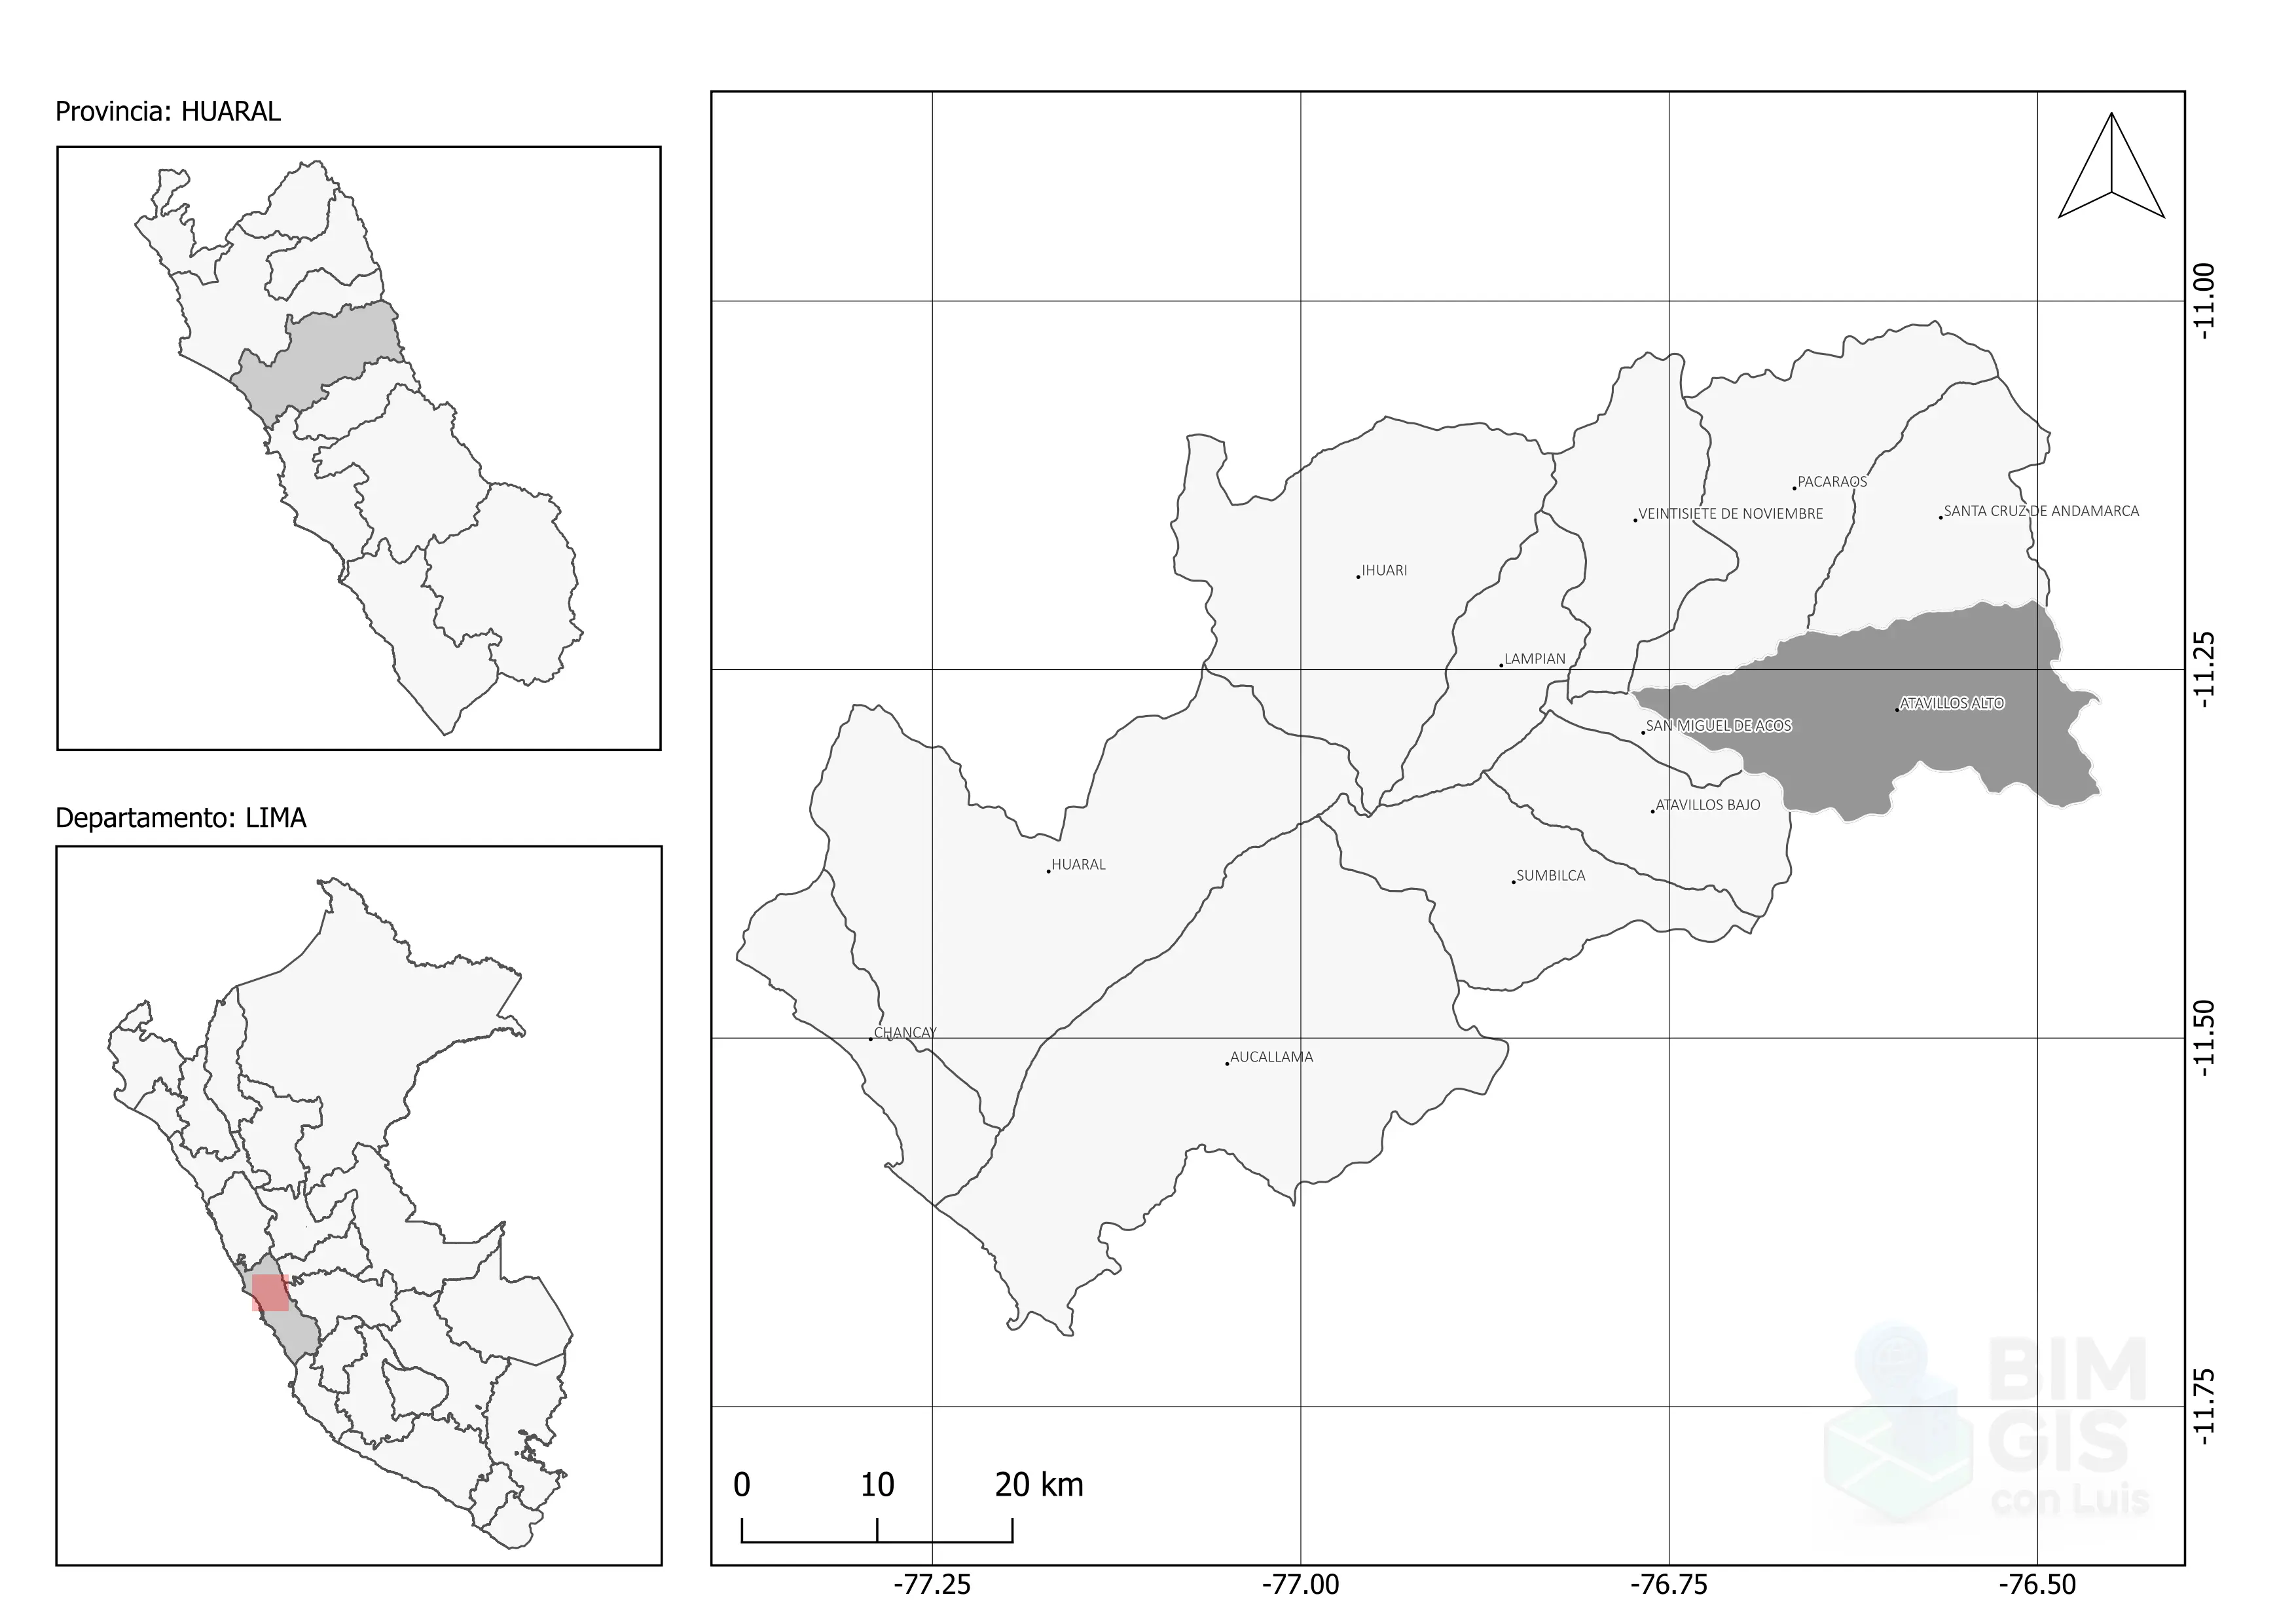 Provincia: HUARAL
Departamento: LIMA
PACARAOS
VEINTISIETE DE NOVIEMBRE
SANTA CRUZ DE ANDAMARCA
IHUARI
LAMPIAN
ATAVILLOS ALTO
SAN MIGUEL DE ACOS
ATAVILLOS BAJO
HUARAL
SUMBILCA
CHANCAY
AUCALLAMA
-11.00
-11.25
-11.50
-11.75
BIM
GIS
con Luis
0 10 20 km
-77.25 -77.00 -76.75 -76.50